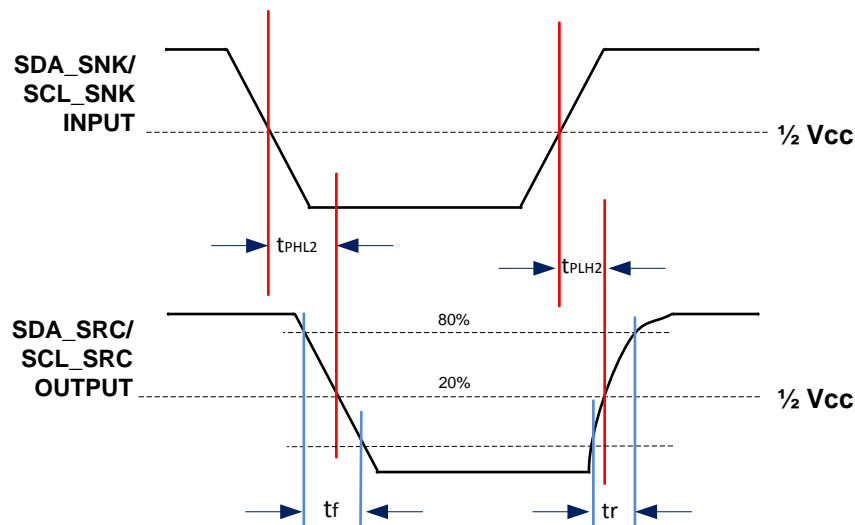 SDA_SNK/
SCL_SNK
INPUT
½ Vcc
tPHL2
tPLH2
SDA_SRC/
SCL_SRC
OUTPUT
80%
20%
½ Vcc
tf
tr